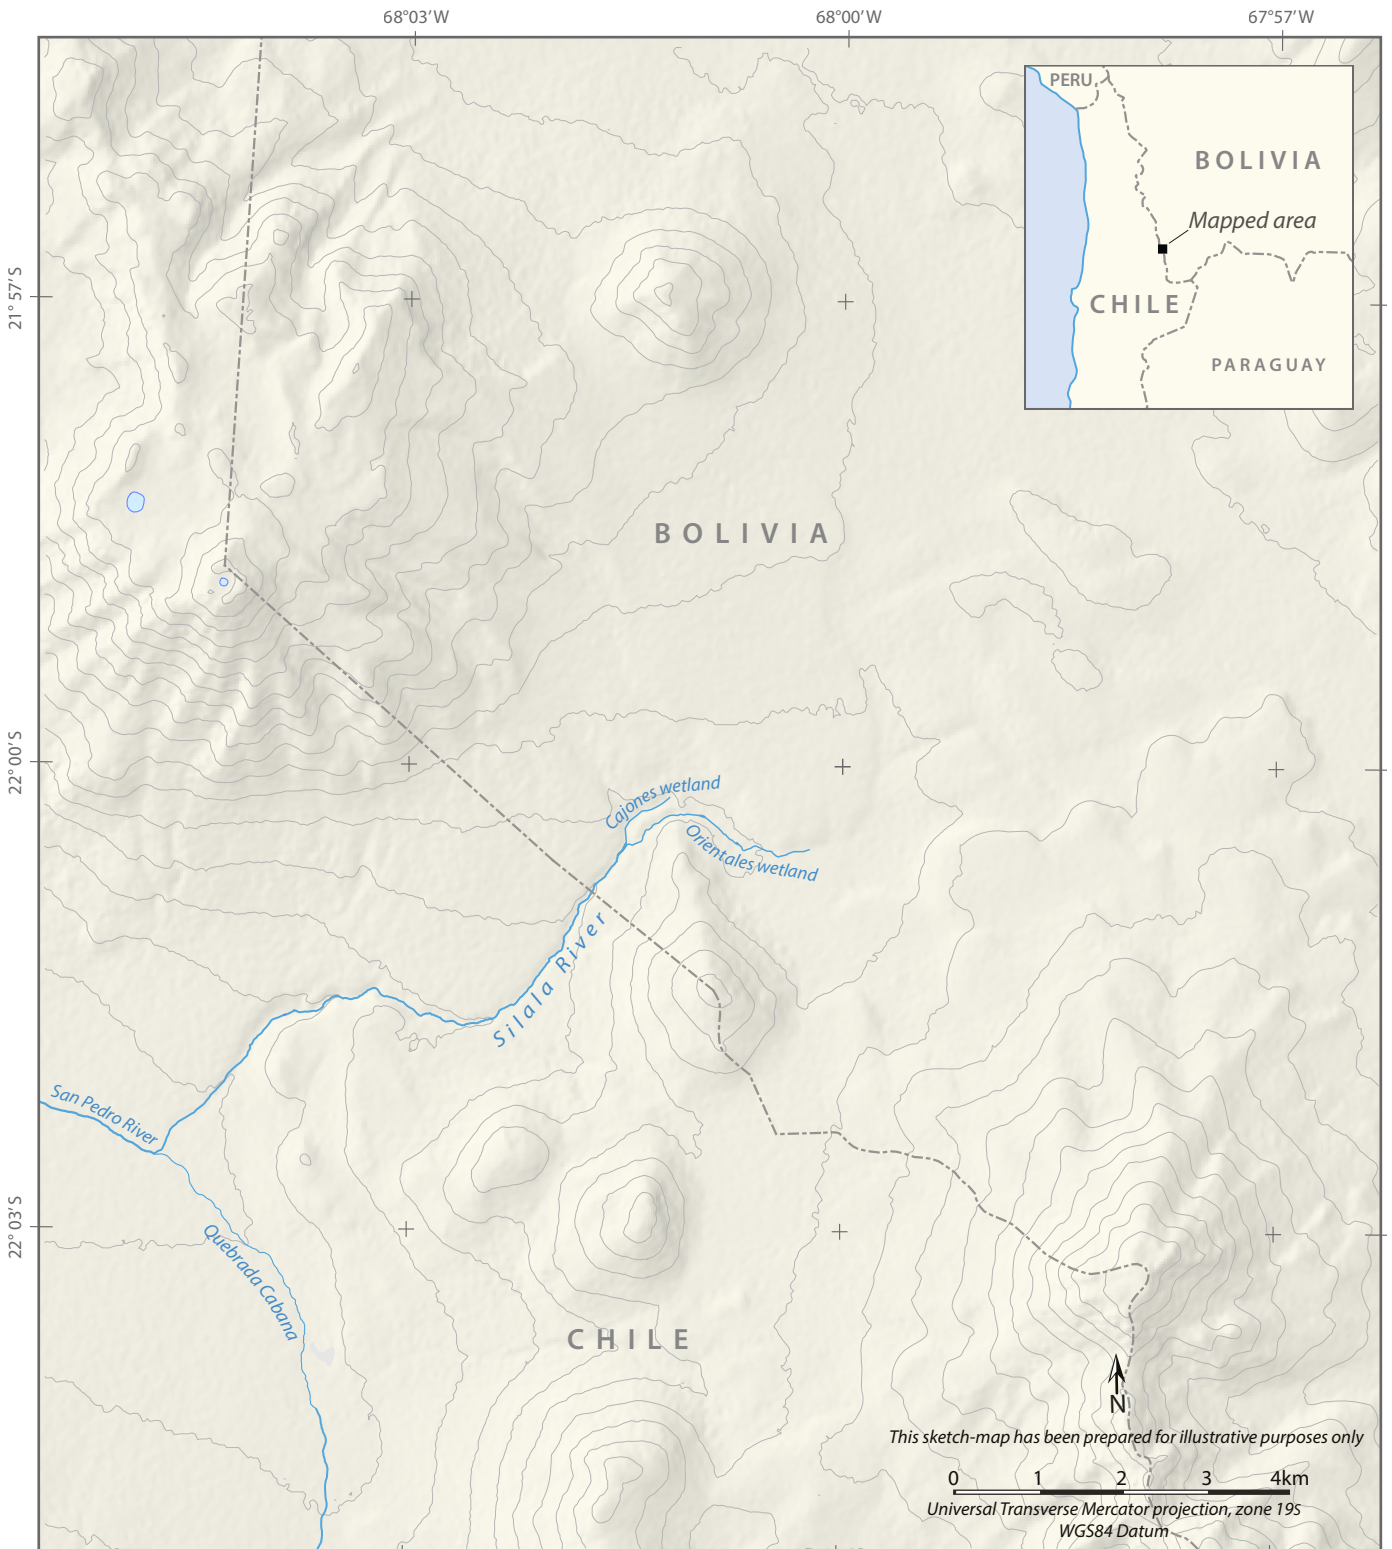 68°03’W
68°00’W
67°57’W
PERU
BOLIVIA
Mapped area
CHILE
PARAGUAY
21°57’S
BOLIVIA
22°00’S
Cajones wetland
Orientales wetland
Silala River
San Pedro River
22°03’S
Quebrada Cabana
CHILE
N
This sketch-map has been prepared for illustrative purposes only
0 1 2 3 4km
Universal Transverse Mercator projection, zone 19s
WGS84 Datum